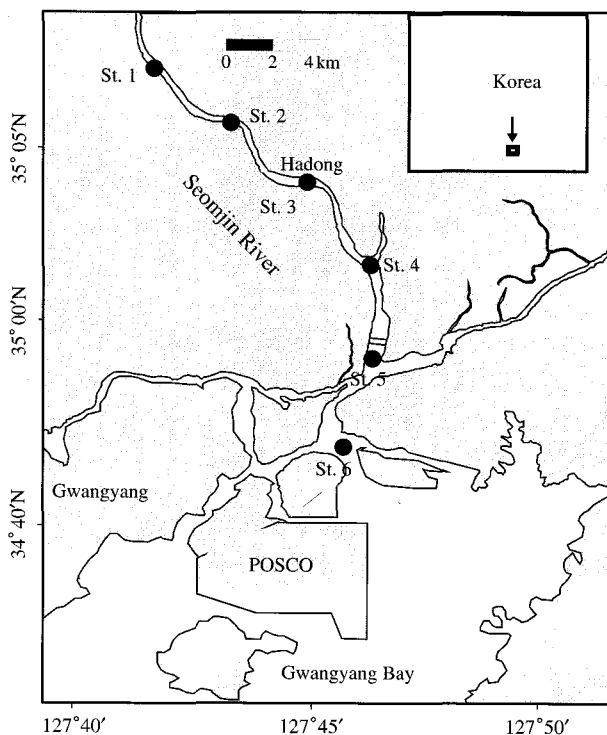 0 2 4 km
Korea
St. 1
St. 2
Hadong
St. 3
Seomjin River
St. 4
St. 5
St. 6
Gwangyang
POSCO
Gwangyang Bay
35°05′N
35°00′N
34°40′N
127°40′
127°45′
127°50′